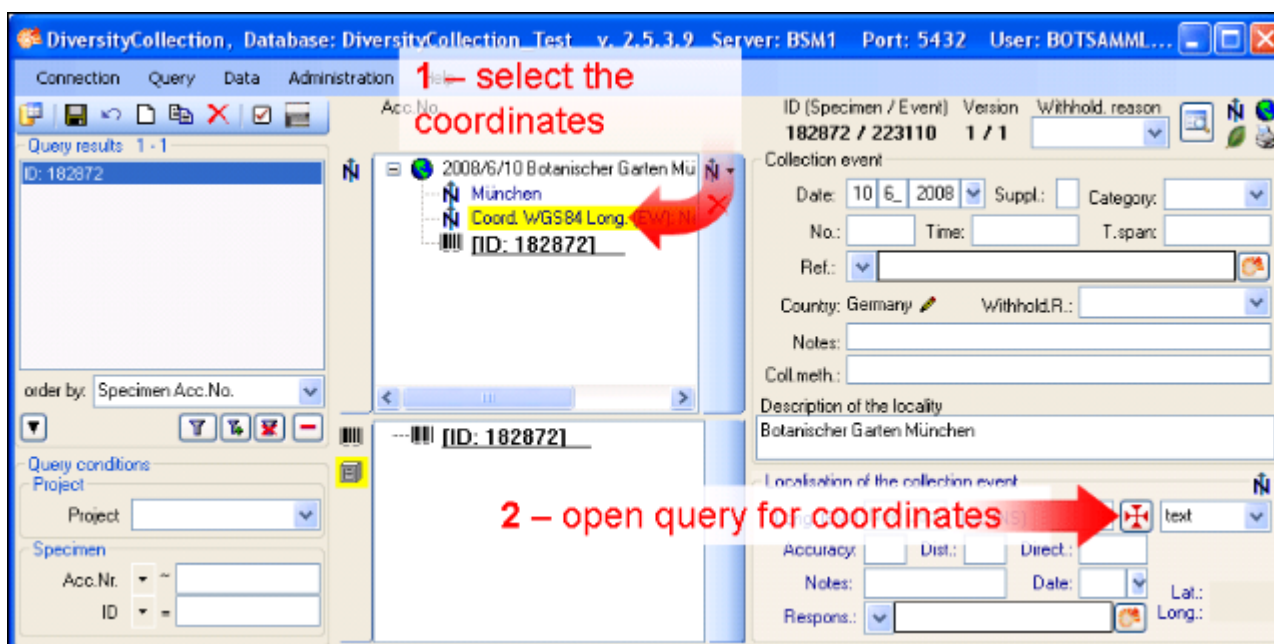 DiversityCollection, Database: DiversityCollection_Test v. 2.5.3.9 Server: BSM1 Port: 5432 User: BOTSAMML...
Connection Query Data Administration
1 – select the
coordinates
Acc.No.
ID (Specimen / Event) Version Withhold. reason
182872 / 223110 1 / 1
Query results 1 - 1
ID: 182872
2008/6/10 Botanischer Garten Mü
München
Coord. WGS84 Long. (EW): N
[ID: 182872]
Collection event
Date: 10 6_ 2008 Suppl.: Category:
No.: Time: T.span:
Ref.:
Country: Germany Withhold.R.:
Notes:
Coll.meth.:
order by: Specimen Acc.No.
Description of the locality
Botanischer Garten München
[ID: 182872]
Query conditions
Project
Project
Localisation of the collection event
2 – open query for coordinates
text
Accuracy: Dist.: Direct.:
Notes: Date:
Lat.:
Long.:
Respons.:
Specimen
Acc.Nr. ~
ID =